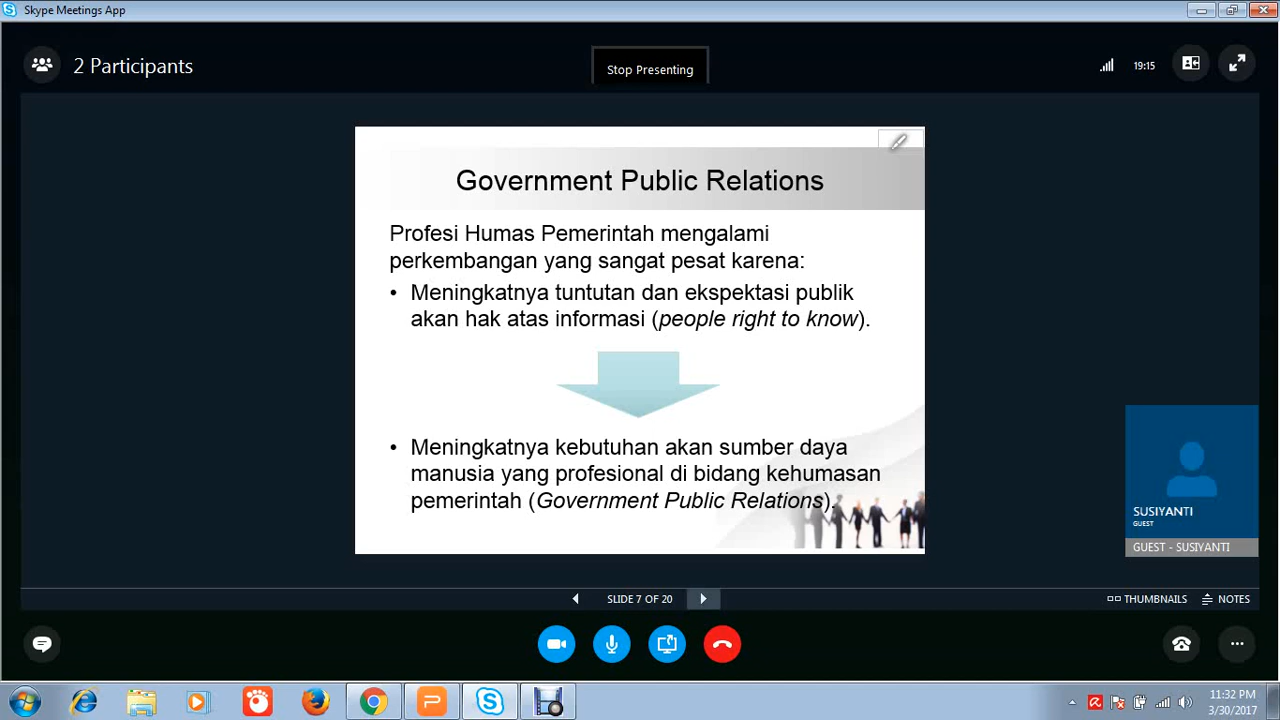 Skype Meetings App
2 Participants
Stop Presenting
19:15
Government Public Relations
Profesi Humas Pemerintah mengalami
perkembangan yang sangat pesat karena:
• Meningkatnya tuntutan dan ekspektasi publik
akan hak atas informasi (people right to know).
• Meningkatnya kebutuhan akan sumber daya
manusia yang profesional di bidang kehumasan
pemerintah (Government Public Relations).
SUSIYANTI
GUEST
GUEST - SUSIYANTI
SLIDE 7 OF 20
THUMBNAILS
NOTES
11:32 PM
3/30/2017